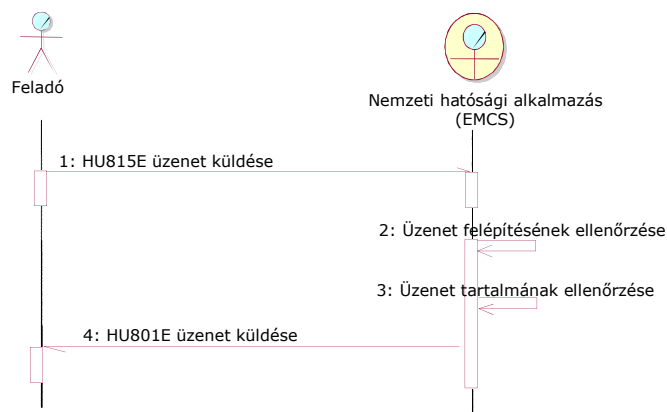 Feladó
Nemzeti hatósági alkalmazás
(EMCS)
1: HU815E üzenet küldése
2: Üzenet felépítésének ellenőrzése
3: Üzenet tartalmának ellenőrzése
4: HU801E üzenet küldése